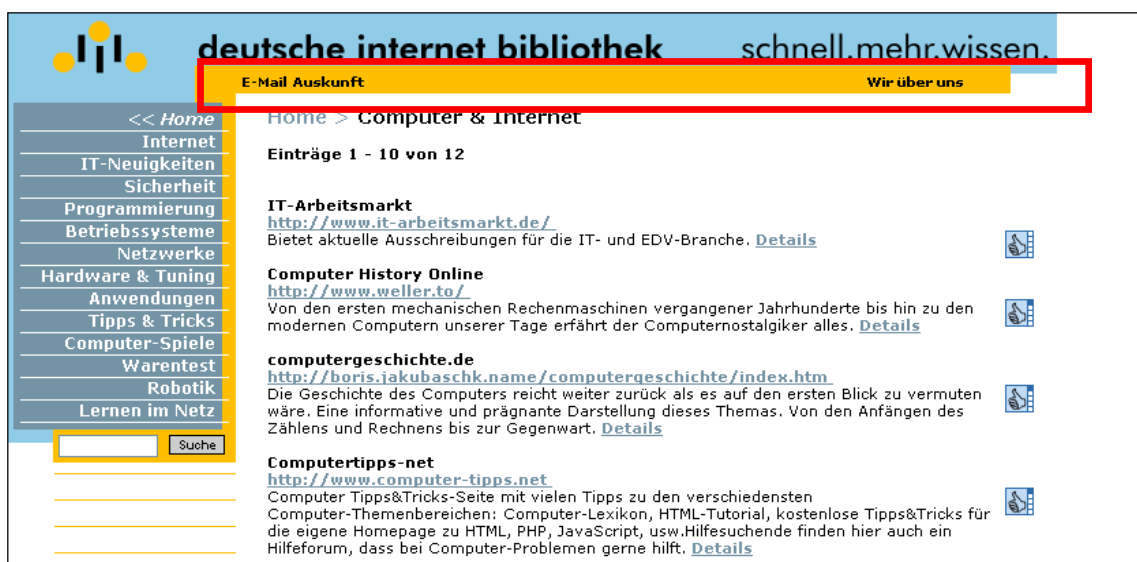 deutsche internet bibliothek schnell.mehr.wissen.
E-Mail Auskunft Wir über uns
<< Home
Internet
IT-Neuigkeiten
Sicherheit
Programmierung
Betriebssysteme
Netzwerke
Hardware & Tuning
Anwendungen
Tipps & Tricks
Computer-Spiele
Warentest
Robotik
Lernen im Netz
Suche
Home > Computer & Internet
Einträge 1 - 10 von 12
IT-Arbeitsmarkt
http://www.it-arbeitsmarkt.de/
Bietet aktuelle Ausschreibungen für die IT- und EDV-Branche. Details
Computer History Online
http://www.weller.to/
Von den ersten mechanischen Rechenmaschinen vergangener Jahrhunderte bis hin zu den
modernen Computern unserer Tage erfährt der Computernostalgiker alles. Details
computergeschichte.de
http://boris.jakubaschk.name/computergeschichte/index.htm
Die Geschichte des Computers reicht weiter zurück als es auf den ersten Blick zu vermuten
wäre. Eine informative und prägnante Darstellung dieses Themas. Von den Anfängen des
Zählens und Rechnens bis zur Gegenwart. Details
Computertipps-net
http://www.computer-tipps.net
Computer Tipps&Tricks-Seite mit vielen Tipps zu den verschiedensten
Computer-Themenbereichen: Computer-Lexikon, HTML-Tutorial, kostenlose Tipps&Tricks für
die eigene Homepage zu HTML, PHP, JavaScript, usw.Hilfesuchende finden hier auch ein
Hilfeforum, dass bei Computer-Problemen gerne hilft. Details